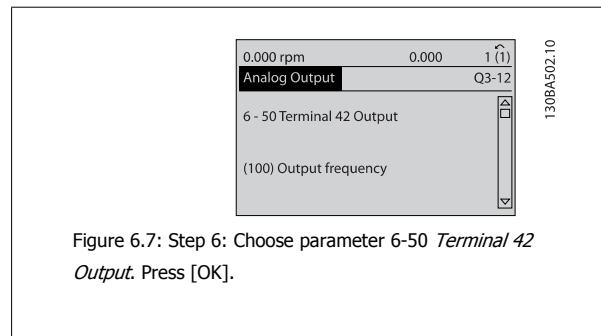 0.000 rpm 0.000 1 (1)
Analog Output Q3-12
6 - 50 Terminal 42 Output
(100) Output frequency
130BA502.10
Figure 6.7: Step 6: Choose parameter 6-50 Terminal 42
Output. Press [OK].